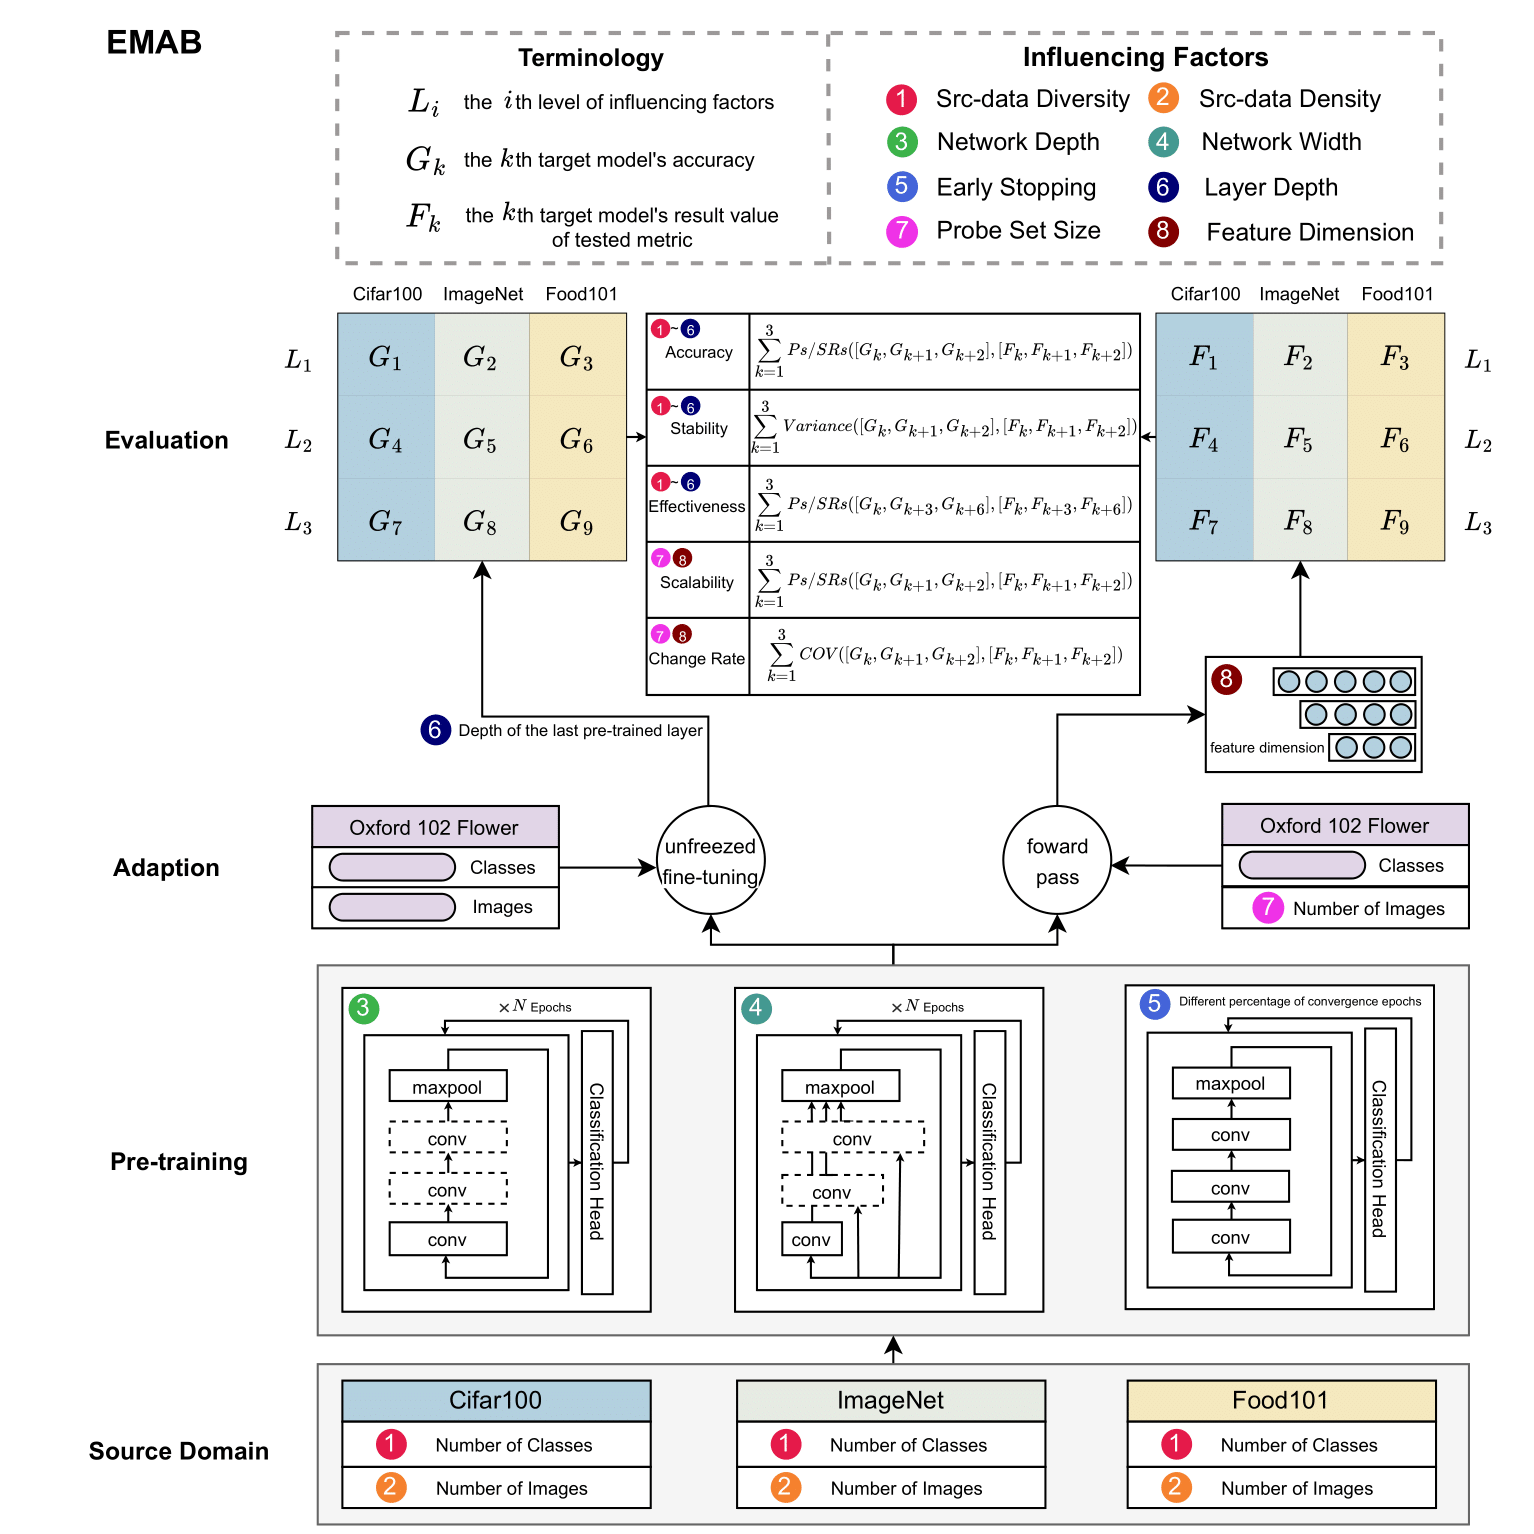 EMAB
Terminology
L_i the ith level of influencing factors
G_k the kth target model's accuracy
F_k the kth target model's result value
of tested metric
Influencing Factors
1 Src-data Diversity 2 Src-data Density
3 Network Depth 4 Network Width
5 Early Stopping 6 Layer Depth
7 Probe Set Size 8 Feature Dimension
Evaluation
Cifar100 ImageNet Food101
L_1 G_1 G_2 G_3
L_2 G_4 G_5 G_6
L_3 G_7 G_8 G_9
1 ~ 6 Accuracy
\sum_{k=1}^{3} Ps/SRs([G_k, G_{k+1}, G_{k+2}], [F_k, F_{k+1}, F_{k+2}])
1 ~ 6 Stability
\sum_{k=1}^{3} Variance([G_k, G_{k+1}, G_{k+2}], [F_k, F_{k+1}, F_{k+2}])
1 ~ 6 Effectiveness
\sum_{k=1}^{3} Ps/SRs([G_k, G_{k+3}, G_{k+6}], [F_k, F_{k+3}, F_{k+6}])
7 8 Scalability
\sum_{k=1}^{3} Ps/SRs([G_k, G_{k+1}, G_{k+2}], [F_k, F_{k+1}, F_{k+2}])
7 8 Change Rate
\sum_{k=1}^{3} COV([G_k, G_{k+1}, G_{k+2}], [F_k, F_{k+1}, F_{k+2}])
Cifar100 ImageNet Food101
F_1 F_2 F_3 L_1
F_4 F_5 F_6 L_2
F_7 F_8 F_9 L_3
6 Depth of the last pre-trained layer
8
feature dimension
Adaption
Oxford 102 Flower
Classes
Images
unfreezed
fine-tuning
foward
pass
Oxford 102 Flower
Classes
7 Number of Images
Pre-training
3 ×N Epochs
maxpool
conv
conv
conv
Classification Head
4 ×N Epochs
maxpool
conv
conv
conv
Classification Head
5 Different percentage of convergence epochs
maxpool
conv
conv
conv
Classification Head
Source Domain
Cifar100
1 Number of Classes
2 Number of Images
ImageNet
1 Number of Classes
2 Number of Images
Food101
1 Number of Classes
2 Number of Images